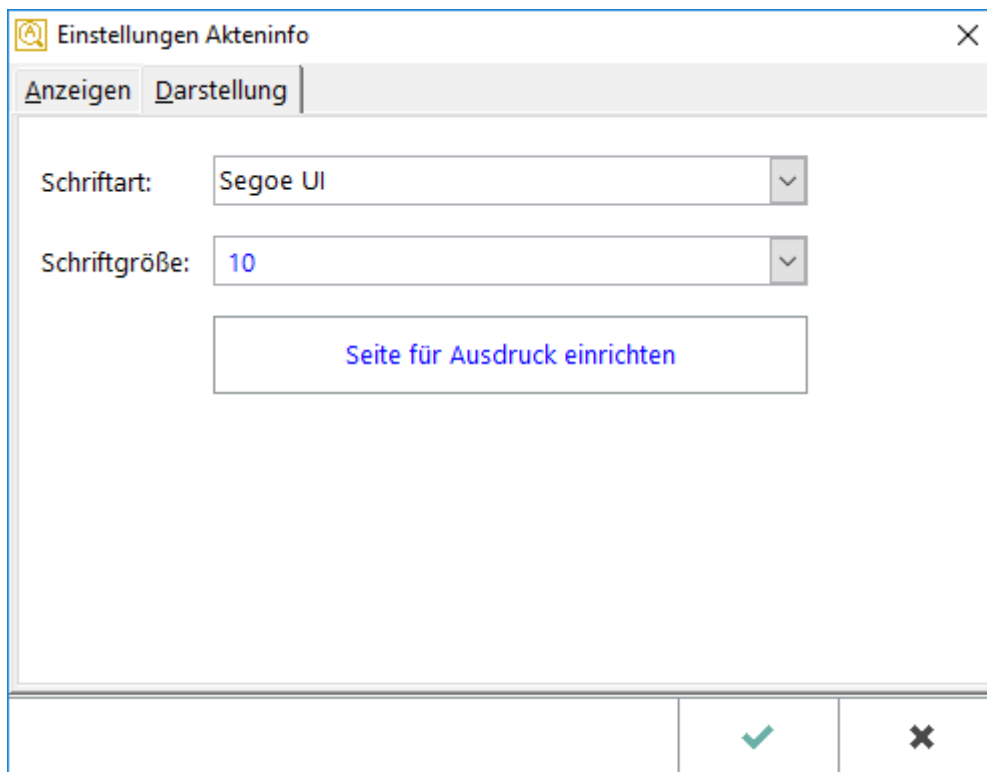 Einstellungen Akteninfo
Anzeigen Darstellung
Schriftart: Segoe UI
Schriftgröße: 10
Seite für Ausdruck einrichten